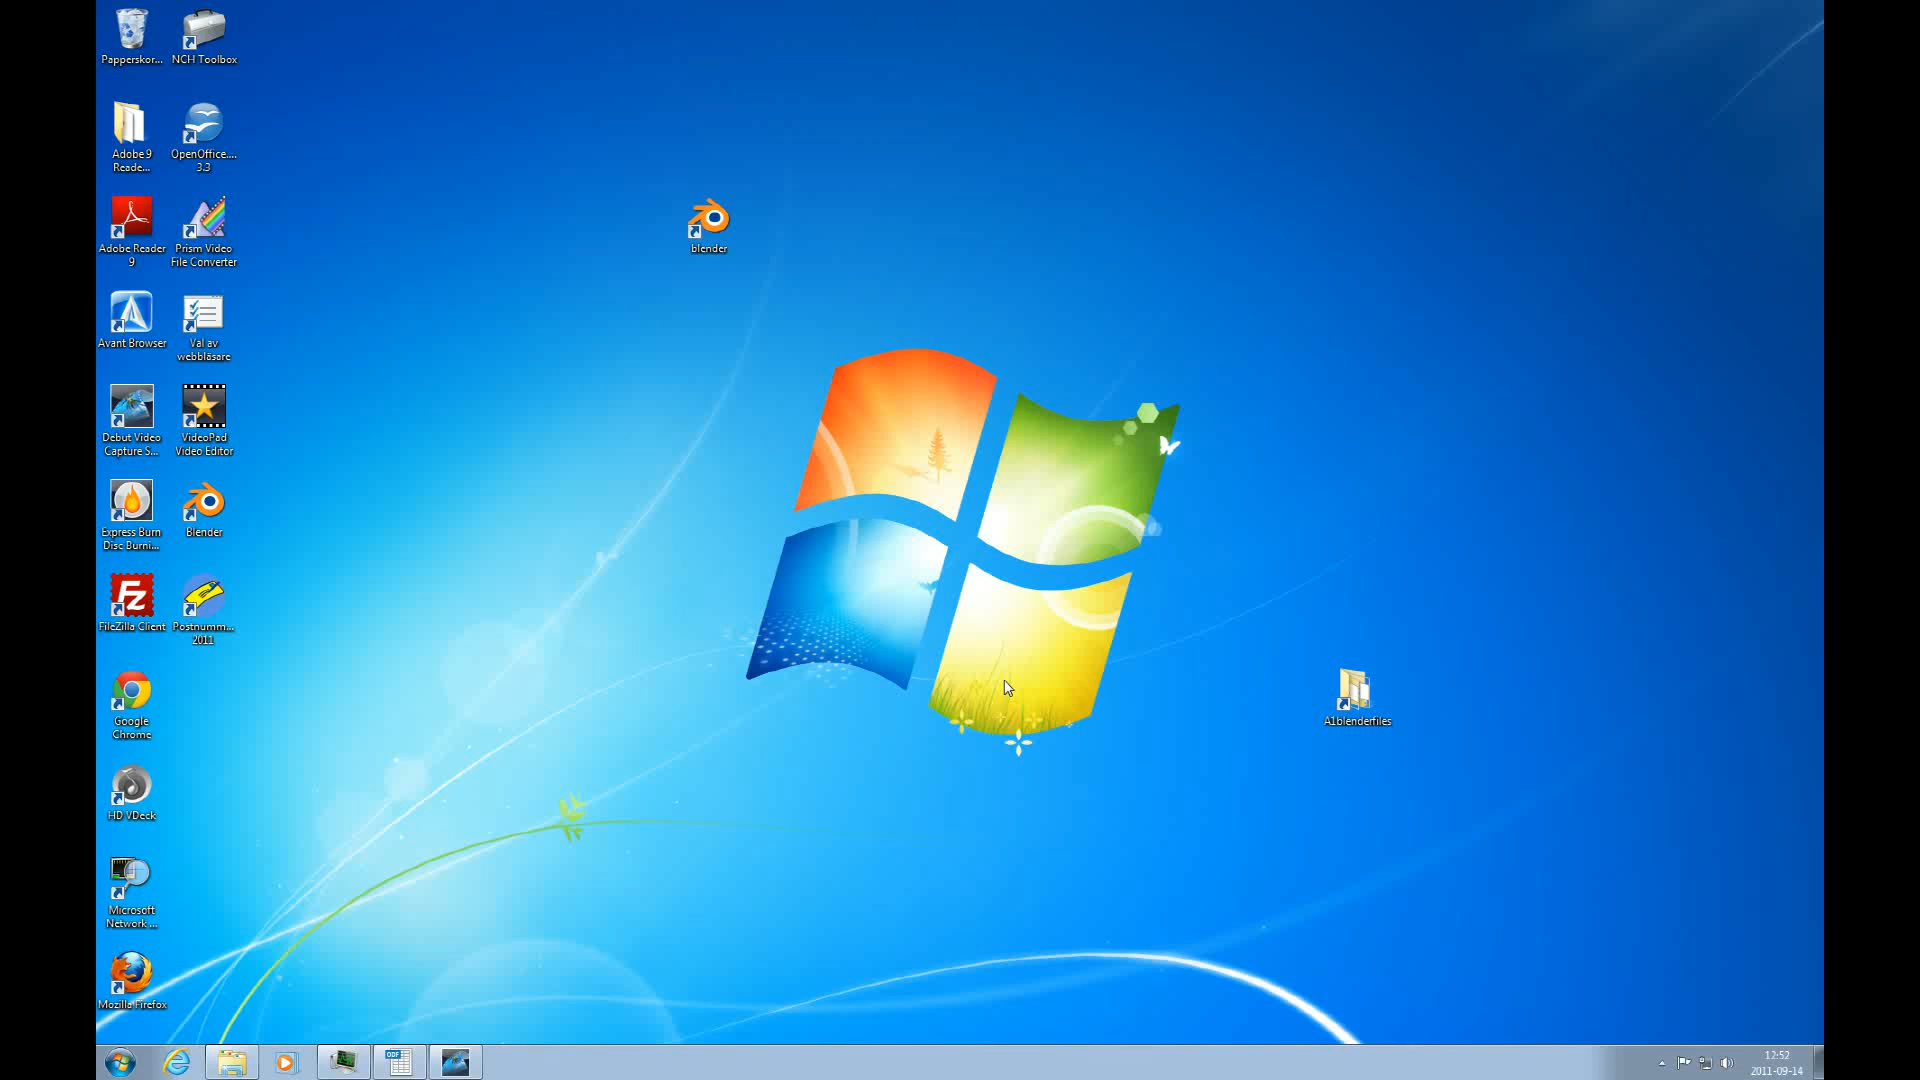 Papperskor...
NCH Toolbox
Adobe 9
Reade...
OpenOffice....
3.3
Adobe Reader
9
Prism Video
File Converter
blender
Avant Browser
Val av
webbläsare
Debut Video
Capture S...
VideoPad
Video Editor
Express Burn
Disc Burni...
Blender
FZ
FileZilla Client
Postnumm...
2011
Google
Chrome
A1blenderfiles
HD VDeck
Microsoft
Network ...
Mozilla Firefox
ODF
12:52
2011-09-14